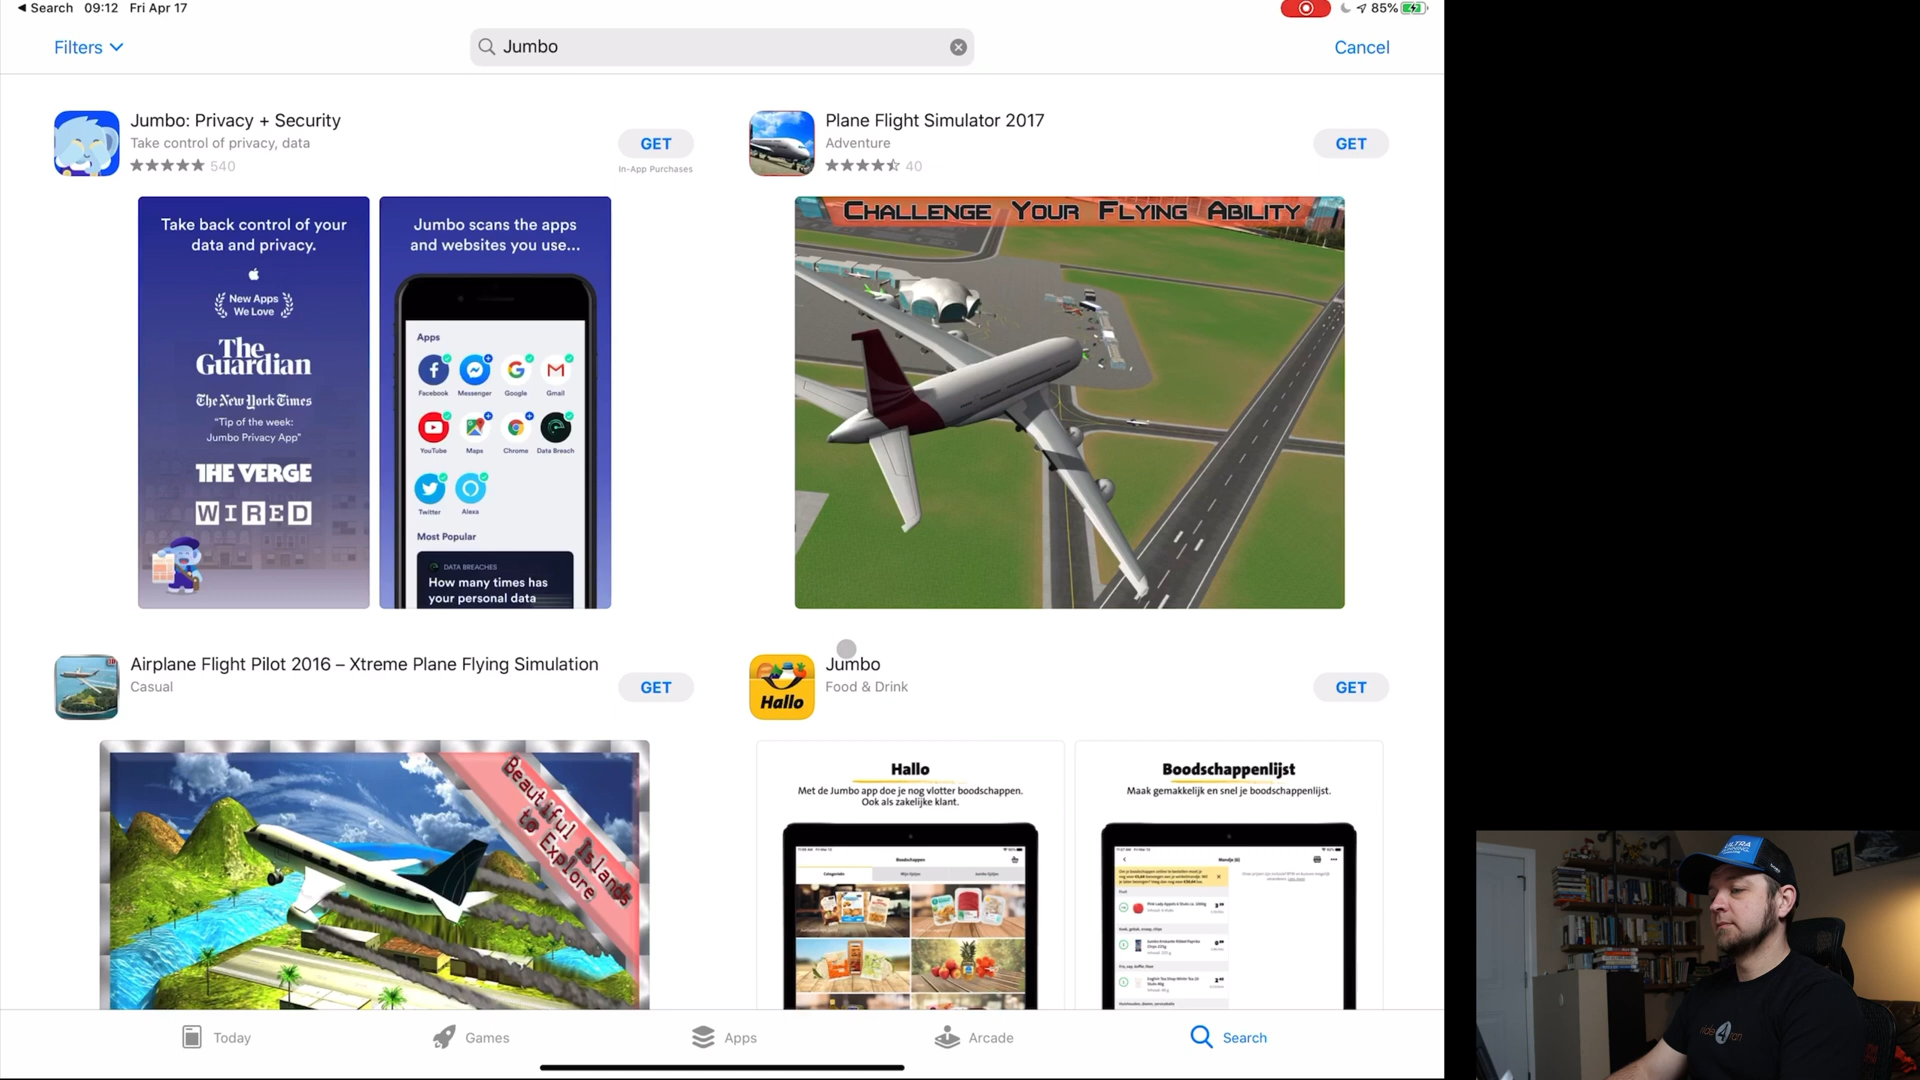 Search 09:12 Fri Apr 17
85%
Filters
Jumbo
Cancel
Jumbo: Privacy + Security
Take control of privacy, data
540
GET
In-App Purchases
Take back control of your
data and privacy.
New Apps
We Love
The
Guardian
The New York Times
"Tip of the week:
Jumbo Privacy App"
THE VERGE
WIRED
Jumbo scans the apps
and websites you use...
Apps
Facebook Messenger Google Gmail
YouTube Maps Chrome Data Breach
Twitter Alexa
Most Popular
DATA BREACHES
How many times has
your personal data
Plane Flight Simulator 2017
Adventure
40
GET
CHALLENGE YOUR FLYING ABILITY
Airplane Flight Pilot 2016 – Xtreme Plane Flying Simulation
Casual
GET
Beautiful Islands
to Explore
Hallo
Jumbo
Food & Drink
GET
Hallo
Met de Jumbo app doe je nog vlotter boodschappen.
Ook als zakelijke klant.
Boodschappen
Boodschappenlijst
Maak gemakkelijk en snel je boodschappenlijst.
Today
Games
Apps
Arcade
Search
ULTRA
RUNNING